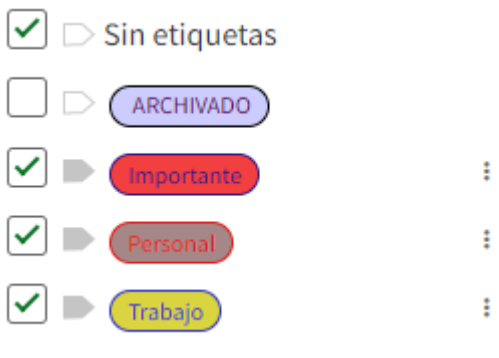 Sin etiquetas
ARCHIVADO
Importante
Personal
Trabajo